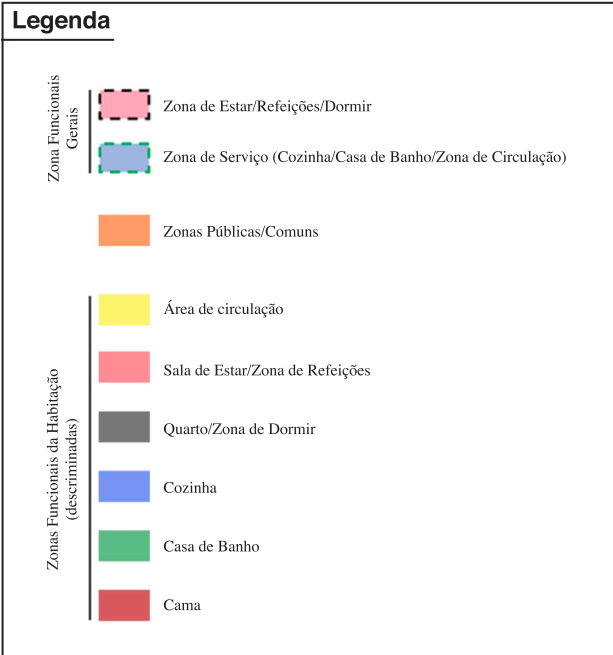 Legenda
Zona Funcionais
Gerais
Zona de Estar/Refeições/Dormir
Zona de Serviço (Cozinha/Casa de Banho/Zona de Circulação)
Zonas Públicas/Comuns
Zonas Funcionais da Habitação
(descriminadas)
Área de circulação
Sala de Estar/Zona de Refeições
Quarto/Zona de Dormir
Cozinha
Casa de Banho
Cama